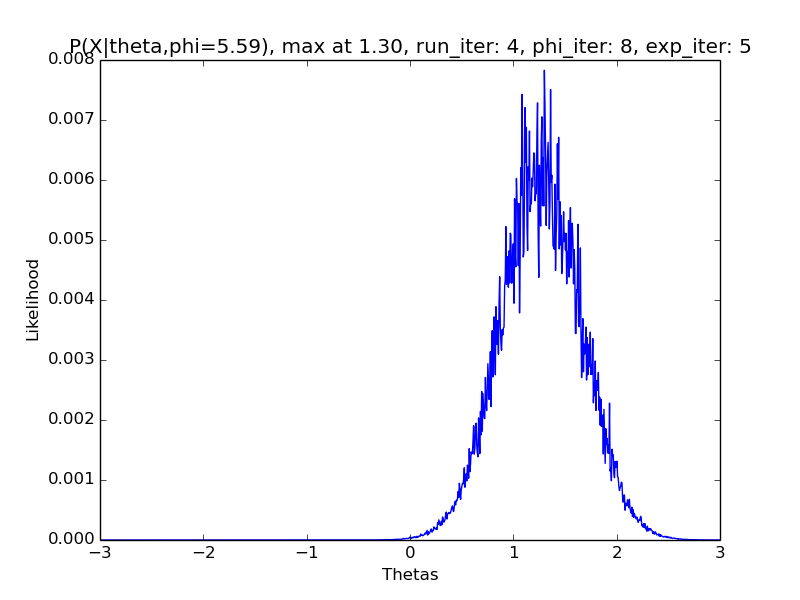 P(X|theta,phi=5.59), max at 1.30, run_iter: 4, phi_iter: 8, exp_iter: 5
0.008
0.007
0.006
0.005
0.004
0.003
0.002
0.001
0.000
Likelihood
−3 −2 −1 0 1 2 3
Thetas